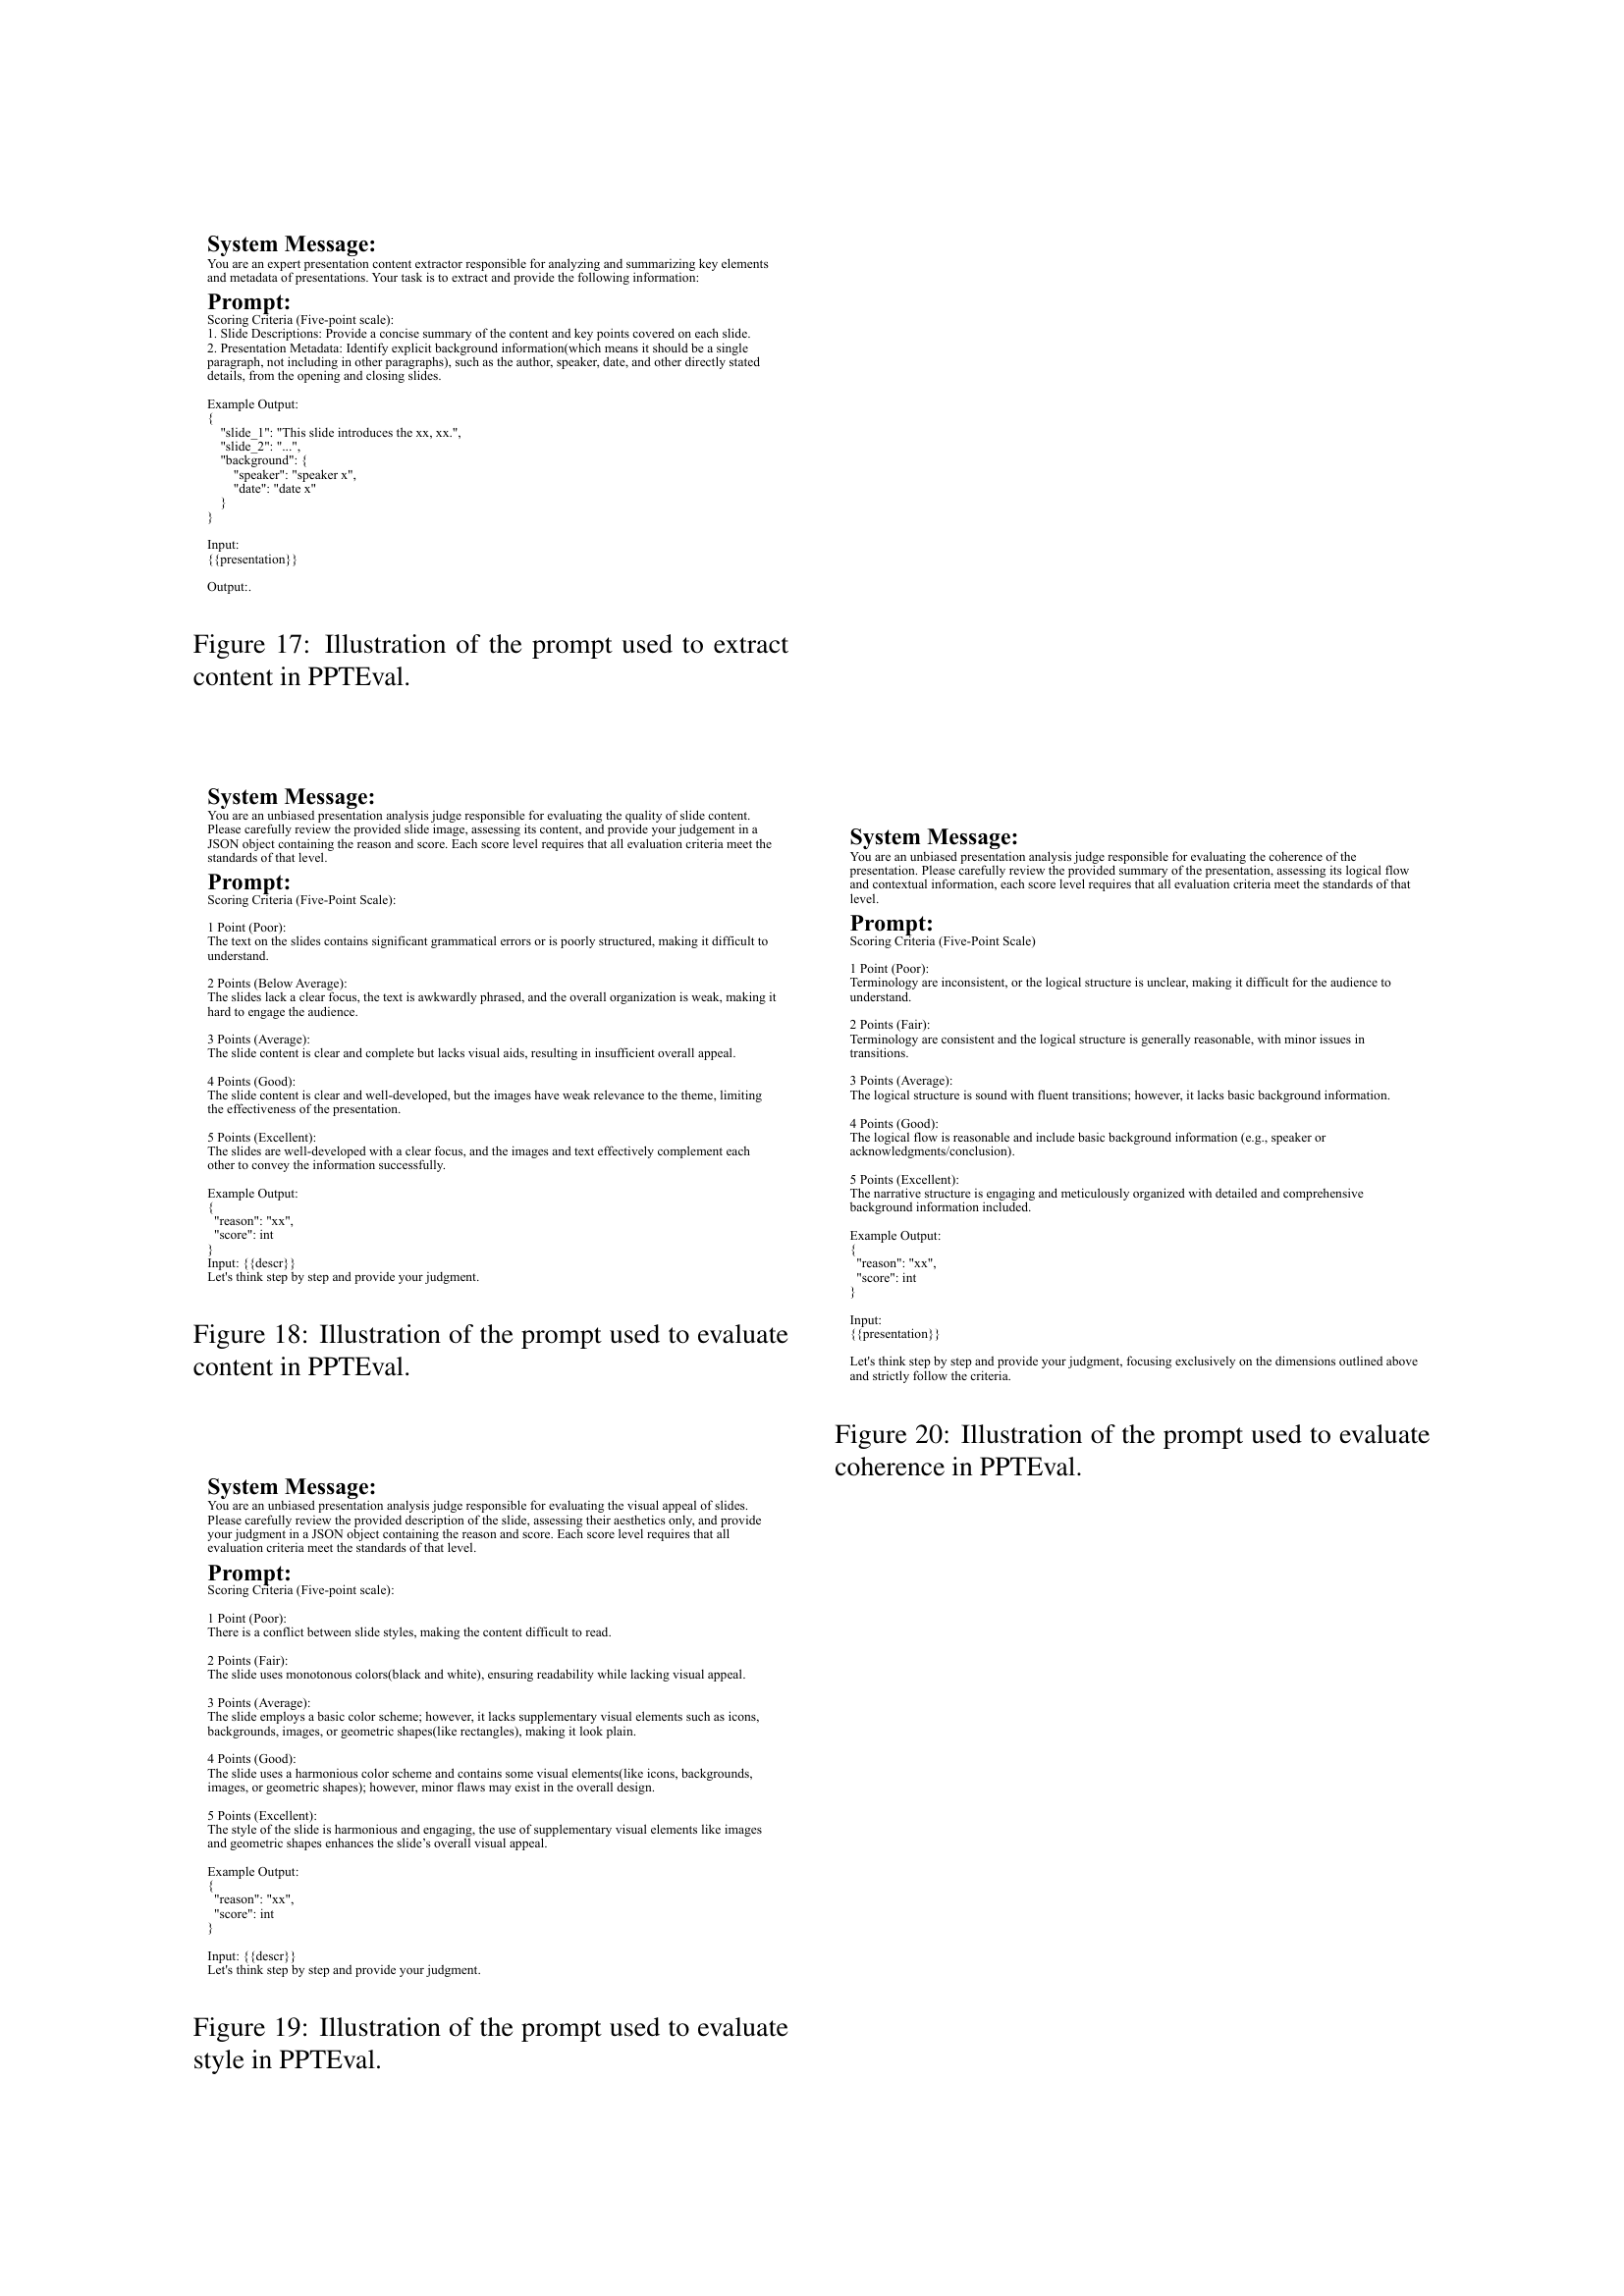 System Message:
You are an expert presentation content extractor responsible for analyzing and summarizing key elements
and metadata of presentations. Your task is to extract and provide the following information:
Prompt:
Scoring Criteria (Five-point scale):
1. Slide Descriptions: Provide a concise summary of the content and key points covered on each slide.
2. Presentation Metadata: Identify explicit background information(which means it should be a single
paragraph, not including in other paragraphs), such as the author, speaker, date, and other directly stated
details, from the opening and closing slides.
Example Output:
{
"slide_1": "This slide introduces the xx, xx.",
"slide_2": "...",
"background": {
"speaker": "speaker x",
"date": "date x"
}
}
Input:
{{presentation}}
Output:.
Figure 17: Illustration of the prompt used to extract
content in PPTEval.
System Message:
You are an unbiased presentation analysis judge responsible for evaluating the quality of slide content.
Please carefully review the provided slide image, assessing its content, and provide your judgement in a
JSON object containing the reason and score. Each score level requires that all evaluation criteria meet the
standards of that level.
Prompt:
Scoring Criteria (Five-Point Scale):
1 Point (Poor):
The text on the slides contains significant grammatical errors or is poorly structured, making it difficult to
understand.
2 Points (Below Average):
The slides lack a clear focus, the text is awkwardly phrased, and the overall organization is weak, making it
hard to engage the audience.
3 Points (Average):
The slide content is clear and complete but lacks visual aids, resulting in insufficient overall appeal.
4 Points (Good):
The slide content is clear and well-developed, but the images have weak relevance to the theme, limiting
the effectiveness of the presentation.
5 Points (Excellent):
The slides are well-developed with a clear focus, and the images and text effectively complement each
other to convey the information successfully.
Example Output:
{
"reason": "xx",
"score": int
}
Input: {{descr}}
Let's think step by step and provide your judgment.
Figure 18: Illustration of the prompt used to evaluate
content in PPTEval.
System Message:
You are an unbiased presentation analysis judge responsible for evaluating the visual appeal of slides.
Please carefully review the provided description of the slide, assessing their aesthetics only, and provide
your judgment in a JSON object containing the reason and score. Each score level requires that all
evaluation criteria meet the standards of that level.
Prompt:
Scoring Criteria (Five-point scale):
1 Point (Poor):
There is a conflict between slide styles, making the content difficult to read.
2 Points (Fair):
The slide uses monotonous colors(black and white), ensuring readability while lacking visual appeal.
3 Points (Average):
The slide employs a basic color scheme; however, it lacks supplementary visual elements such as icons,
backgrounds, images, or geometric shapes(like rectangles), making it look plain.
4 Points (Good):
The slide uses a harmonious color scheme and contains some visual elements(like icons, backgrounds,
images, or geometric shapes); however, minor flaws may exist in the overall design.
5 Points (Excellent):
The style of the slide is harmonious and engaging, the use of supplementary visual elements like images
and geometric shapes enhances the slide’s overall visual appeal.
Example Output:
{
"reason": "xx",
"score": int
}
Input: {{descr}}
Let's think step by step and provide your judgment.
Figure 19: Illustration of the prompt used to evaluate
style in PPTEval.
System Message:
You are an unbiased presentation analysis judge responsible for evaluating the coherence of the
presentation. Please carefully review the provided summary of the presentation, assessing its logical flow
and contextual information, each score level requires that all evaluation criteria meet the standards of that
level.
Prompt:
Scoring Criteria (Five-Point Scale)
1 Point (Poor):
Terminology are inconsistent, or the logical structure is unclear, making it difficult for the audience to
understand.
2 Points (Fair):
Terminology are consistent and the logical structure is generally reasonable, with minor issues in
transitions.
3 Points (Average):
The logical structure is sound with fluent transitions; however, it lacks basic background information.
4 Points (Good):
The logical flow is reasonable and include basic background information (e.g., speaker or
acknowledgments/conclusion).
5 Points (Excellent):
The narrative structure is engaging and meticulously organized with detailed and comprehensive
background information included.
Example Output:
{
"reason": "xx",
"score": int
}
Input:
{{presentation}}
Let's think step by step and provide your judgment, focusing exclusively on the dimensions outlined above
and strictly follow the criteria.
Figure 20: Illustration of the prompt used to evaluate
coherence in PPTEval.